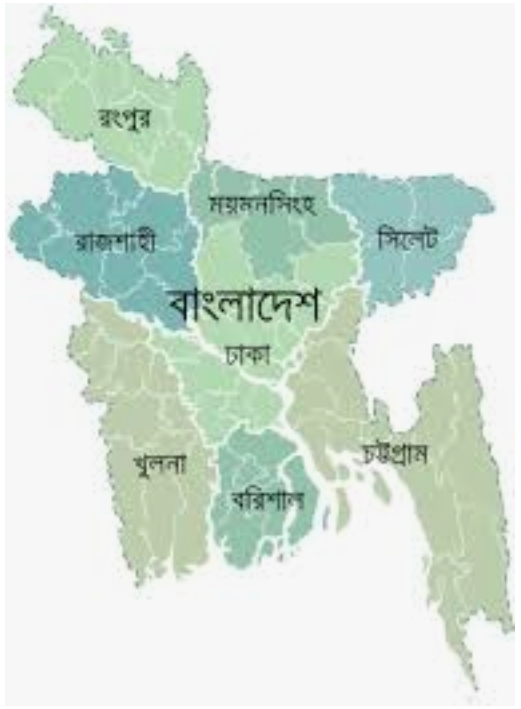 রংপুর
ময়মনসিংহ
রাজশাহী
সিলেট
বাংলাদেশ
ঢাকা
চট্টগ্রাম
খুলনা
বরিশাল